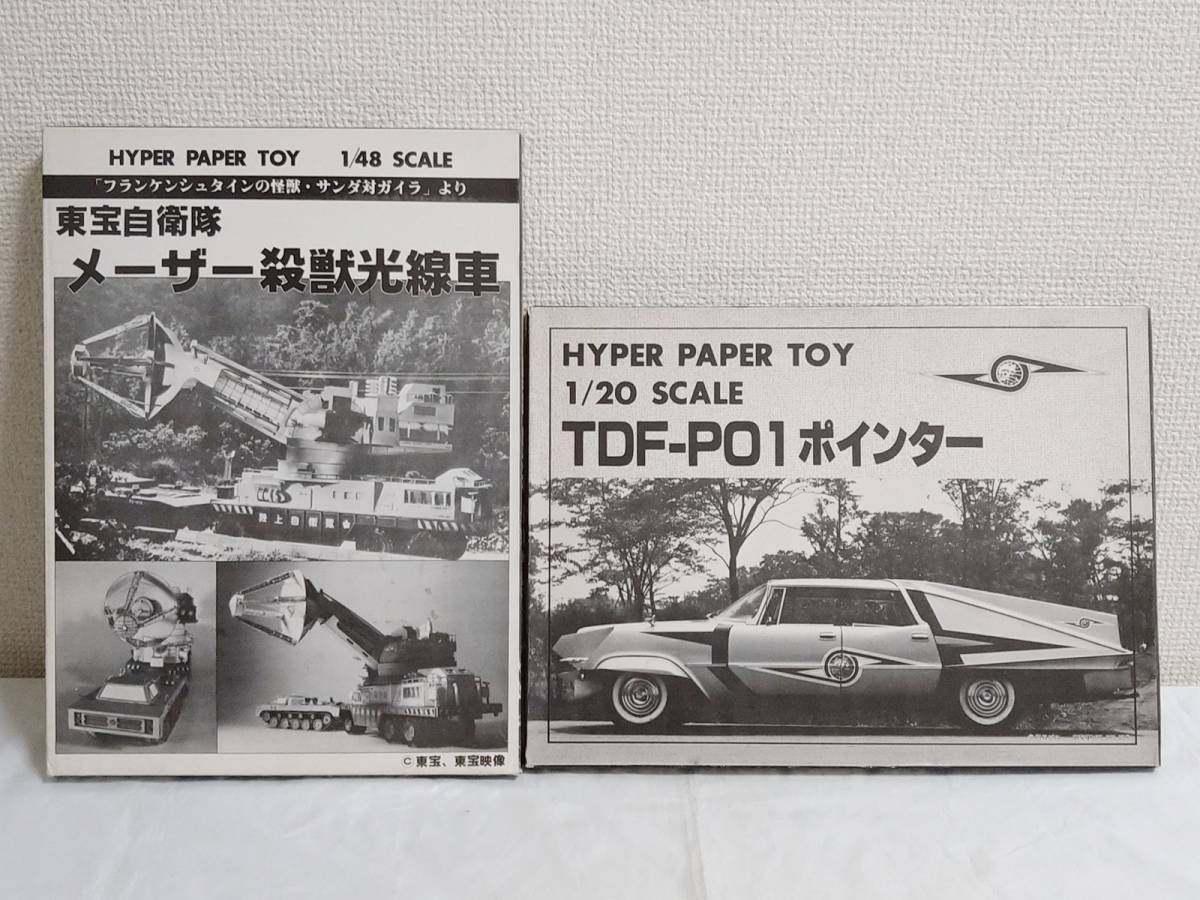 HYPER PAPER TOY 1/48 SCALE
「フランケンシュタインの怪獣・サンダ対ガイラ」より
東宝自衛隊
メーザー殺獣光線車
陸上自衛隊
© 東宝、東宝映像
HYPER PAPER TOY
1/20 SCALE
TDF-PO1ポインター